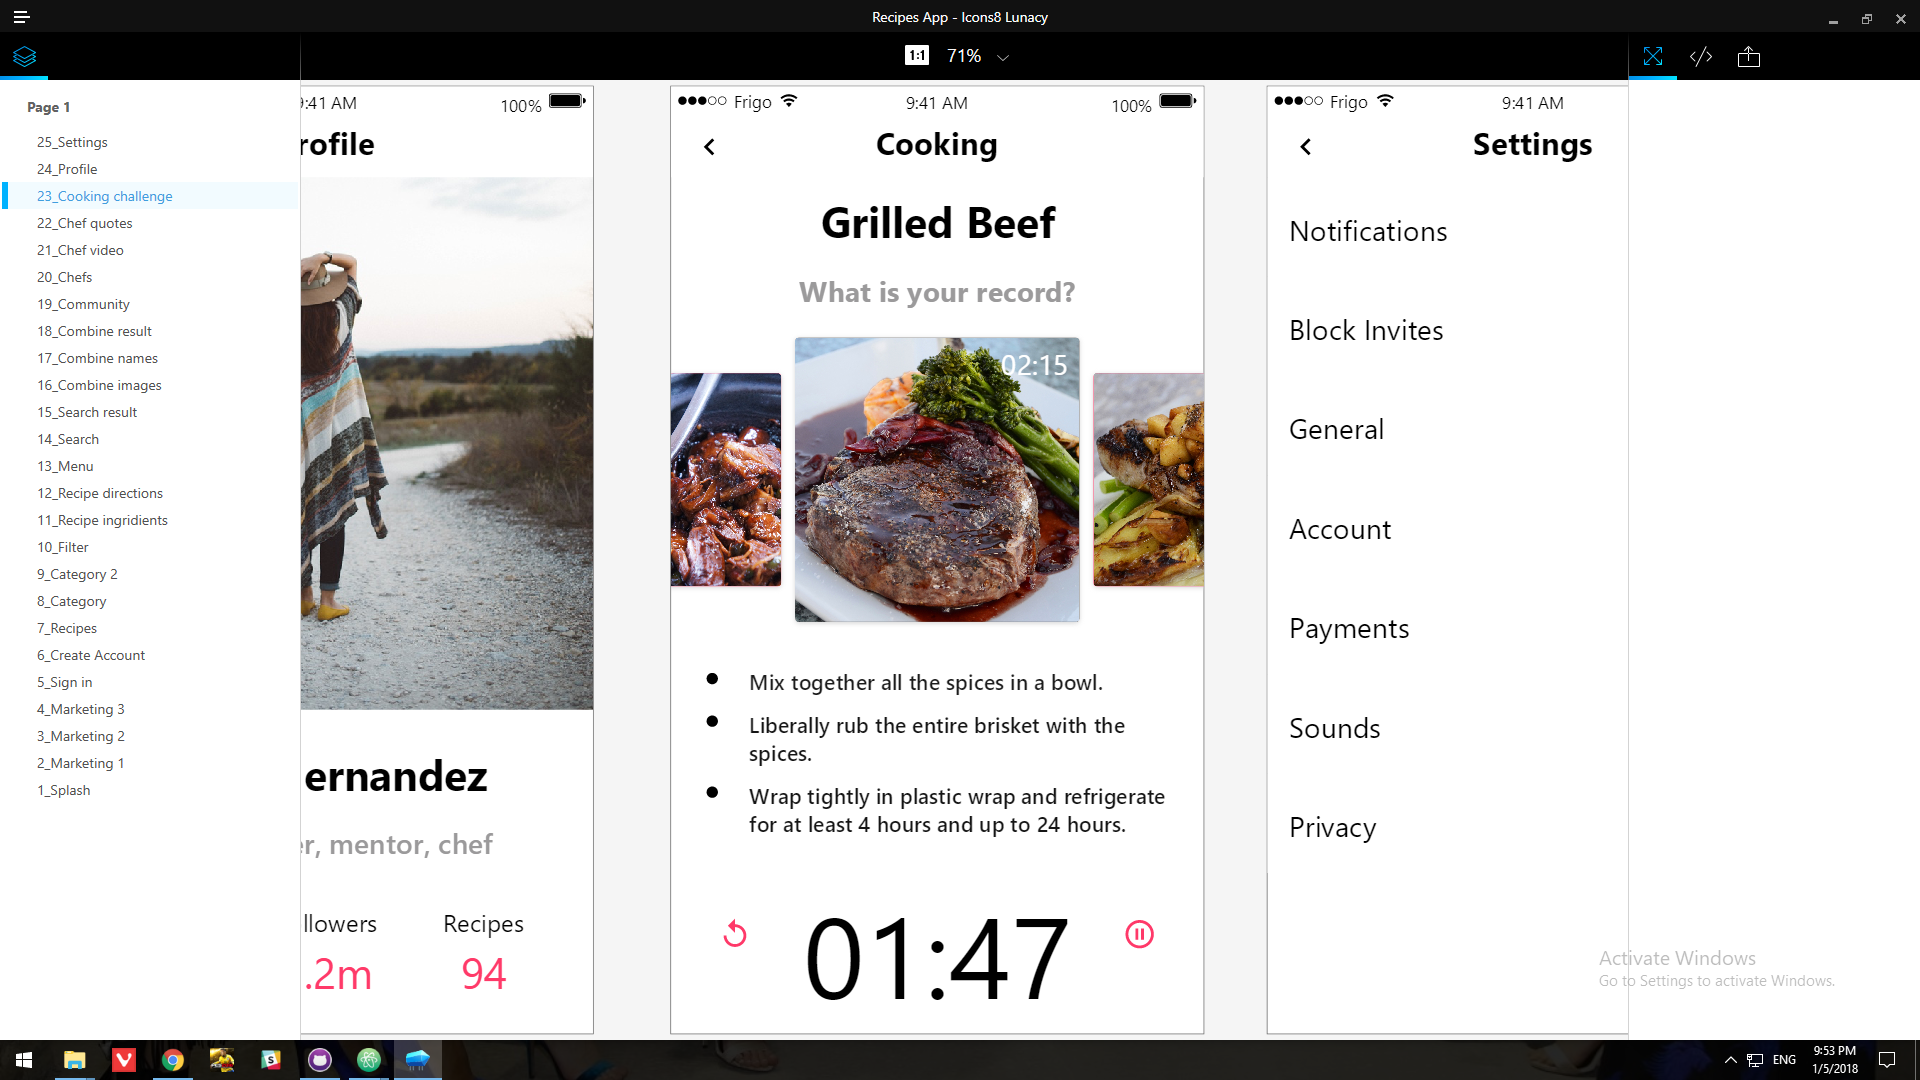 Recipes App - Icons8 Lunacy
1:1 71%
Page 1
25_Settings
24_Profile
23_Cooking challenge
22_Chef quotes
21_Chef video
20_Chefs
19_Community
18_Combine result
17_Combine names
16_Combine images
15_Search result
14_Search
13_Menu
12_Recipe directions
11_Recipe ingridients
10_Filter
9_Category 2
8_Category
7_Recipes
6_Create Account
5_Sign in
4_Marketing 3
3_Marketing 2
2_Marketing 1
1_Splash
9:41 AM 100%
rofile
ernandez
er, mentor, chef
llowers Recipes
.2m 94
Frigo 9:41 AM 100%
Cooking
Grilled Beef
What is your record?
02:15
Mix together all the spices in a bowl.
Liberally rub the entire brisket with the
spices.
Wrap tightly in plastic wrap and refrigerate
for at least 4 hours and up to 24 hours.
01:47
Frigo 9:41 AM
Settings
Notifications
Block Invites
General
Account
Payments
Sounds
Privacy
Activate Windows
Go to Settings to activate Windows.
ENG
9:53 PM
1/5/2018